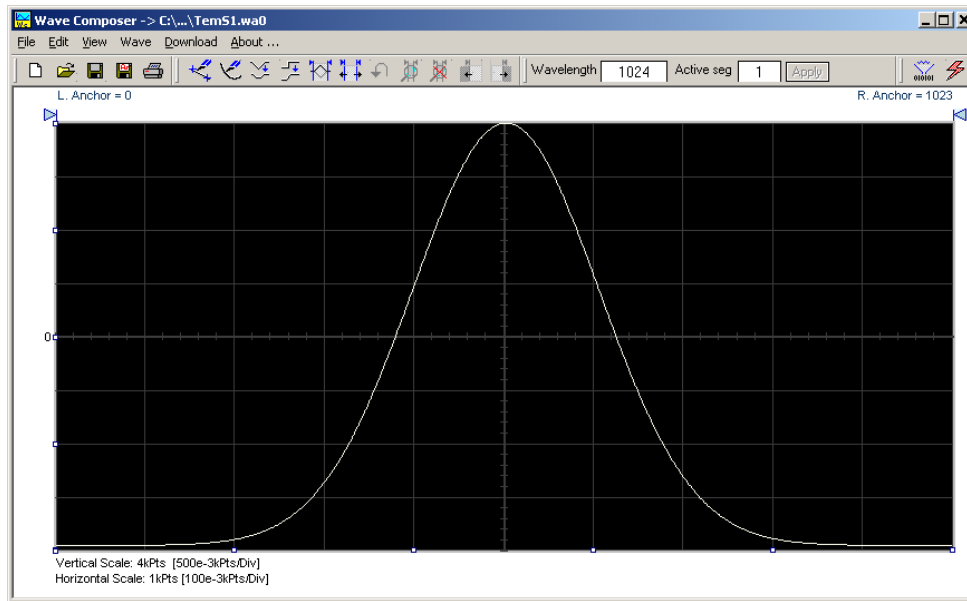 Wave Composer -> C:\...\TemS1.wa0
File Edit View Wave Download About ...
Wavelength 1024 Active seg 1 Apply
L. Anchor = 0 R. Anchor = 1023
0
Vertical Scale: 4kPts [500e-3kPts/Div]
Horizontal Scale: 1kPts [100e-3kPts/Div]